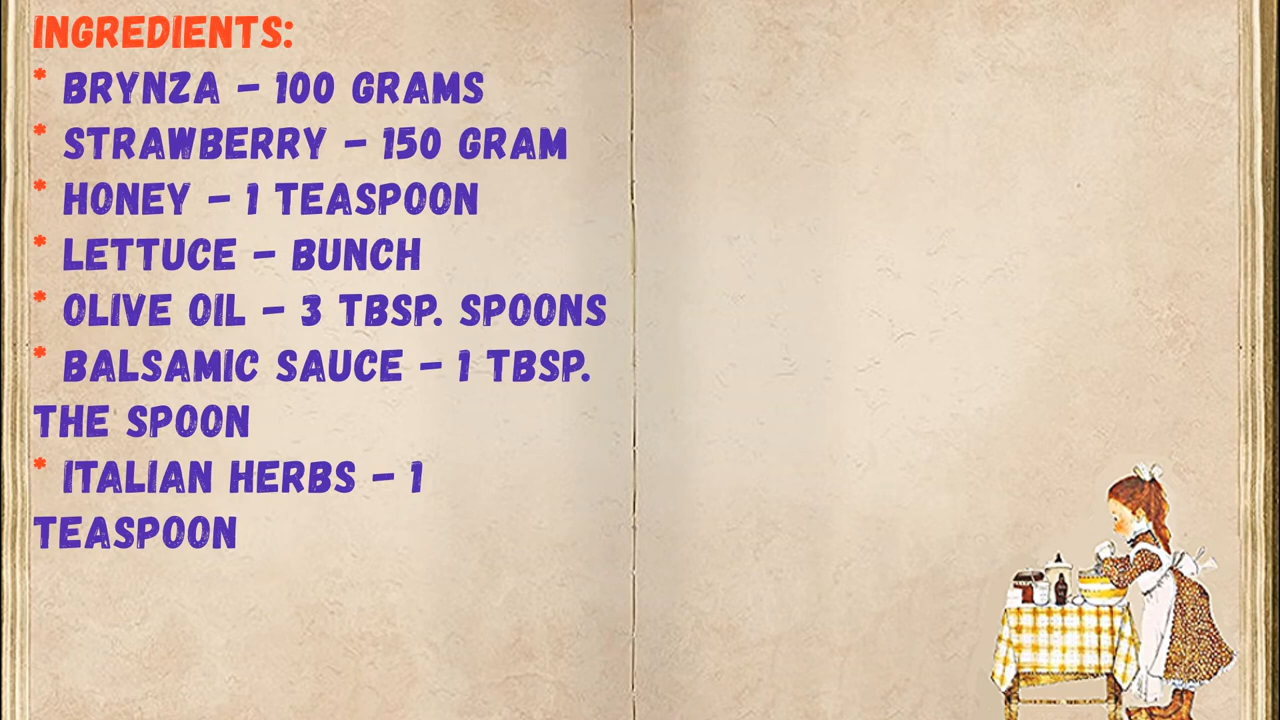 INGREDIENTS:
* BRYNZA – 100 GRAMS
* STRAWBERRY – 150 GRAM
* HONEY – 1 TEASPOON
* LETTUCE – BUNCH
* OLIVE OIL – 3 TBSP. SPOONS
* BALSAMIC SAUCE – 1 TBSP.
THE SPOON
* ITALIAN HERBS – 1
TEASPOON